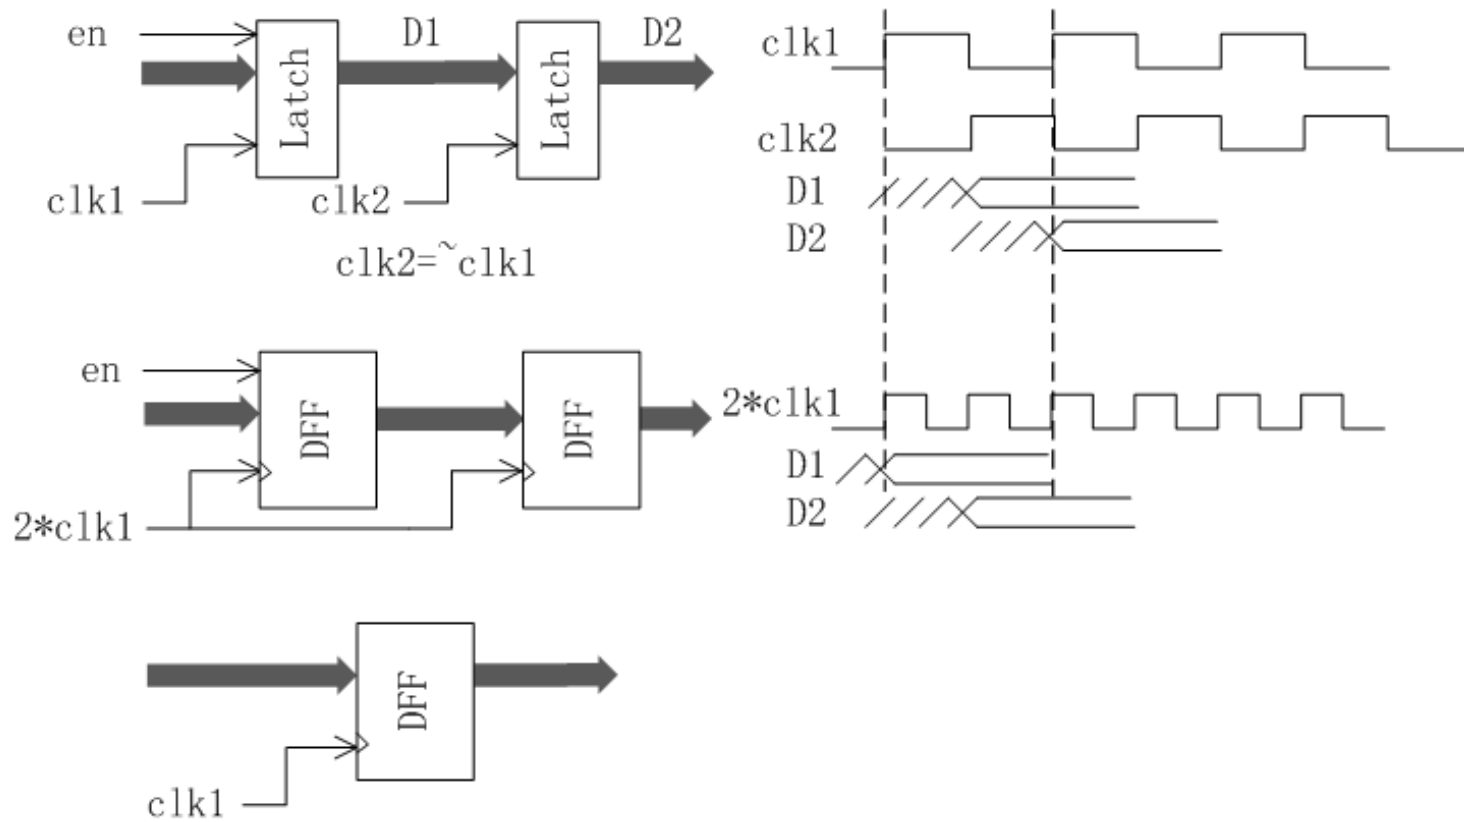 en
D1
D2
Latch
Latch
clk1
clk2
clk2=~clk1
clk1
clk2
D1
D2
en
DFF
DFF
2*clk1
2*clk1
D1
D2
DFF
clk1